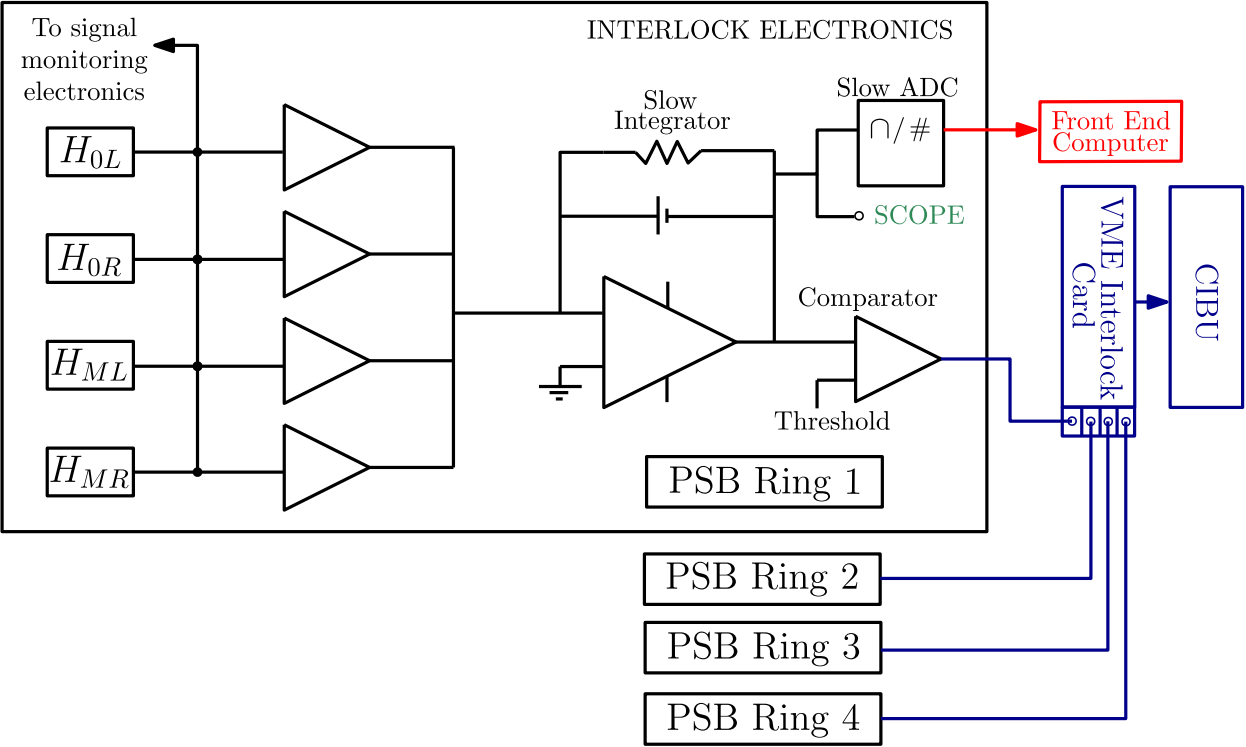 INTERLOCK ELECTRONICS
To signal
monitoring
electronics
H0L
H0R
HML
HMR
Slow
Integrator
Slow ADC
∩/#
SCOPE
Comparator
Threshold
PSB Ring 1
Front End
Computer
VME Interlock
Card
CIBU
PSB Ring 2
PSB Ring 3
PSB Ring 4